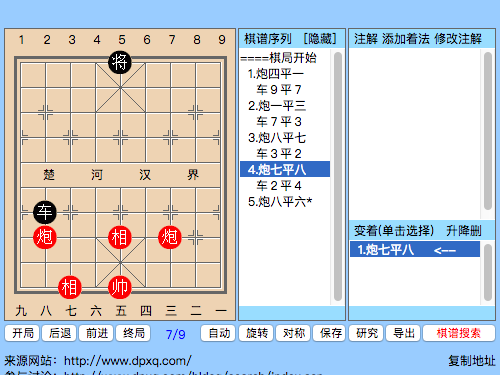 1 2 3 4 5 6 7 8 9
将
楚 河 汉 界
车
炮 相 炮
相 帅
九 八 七 六 五 四 三 二 一
棋谱序列 [隐藏]
====棋局开始
1.炮四平一
车９平７
2.炮一平三
车７平３
3.炮八平七
车３平２
4.炮七平八
车２平４
5.炮八平六*
注解 添加着法 修改注解
变着(单击选择) 升降删
1.炮七平八 <--
开局 后退 前进 终局 7/9 自动 旋转 对称 保存 研究 导出 棋谱搜索
来源网站: http://www.dpxq.com/ 复制地址